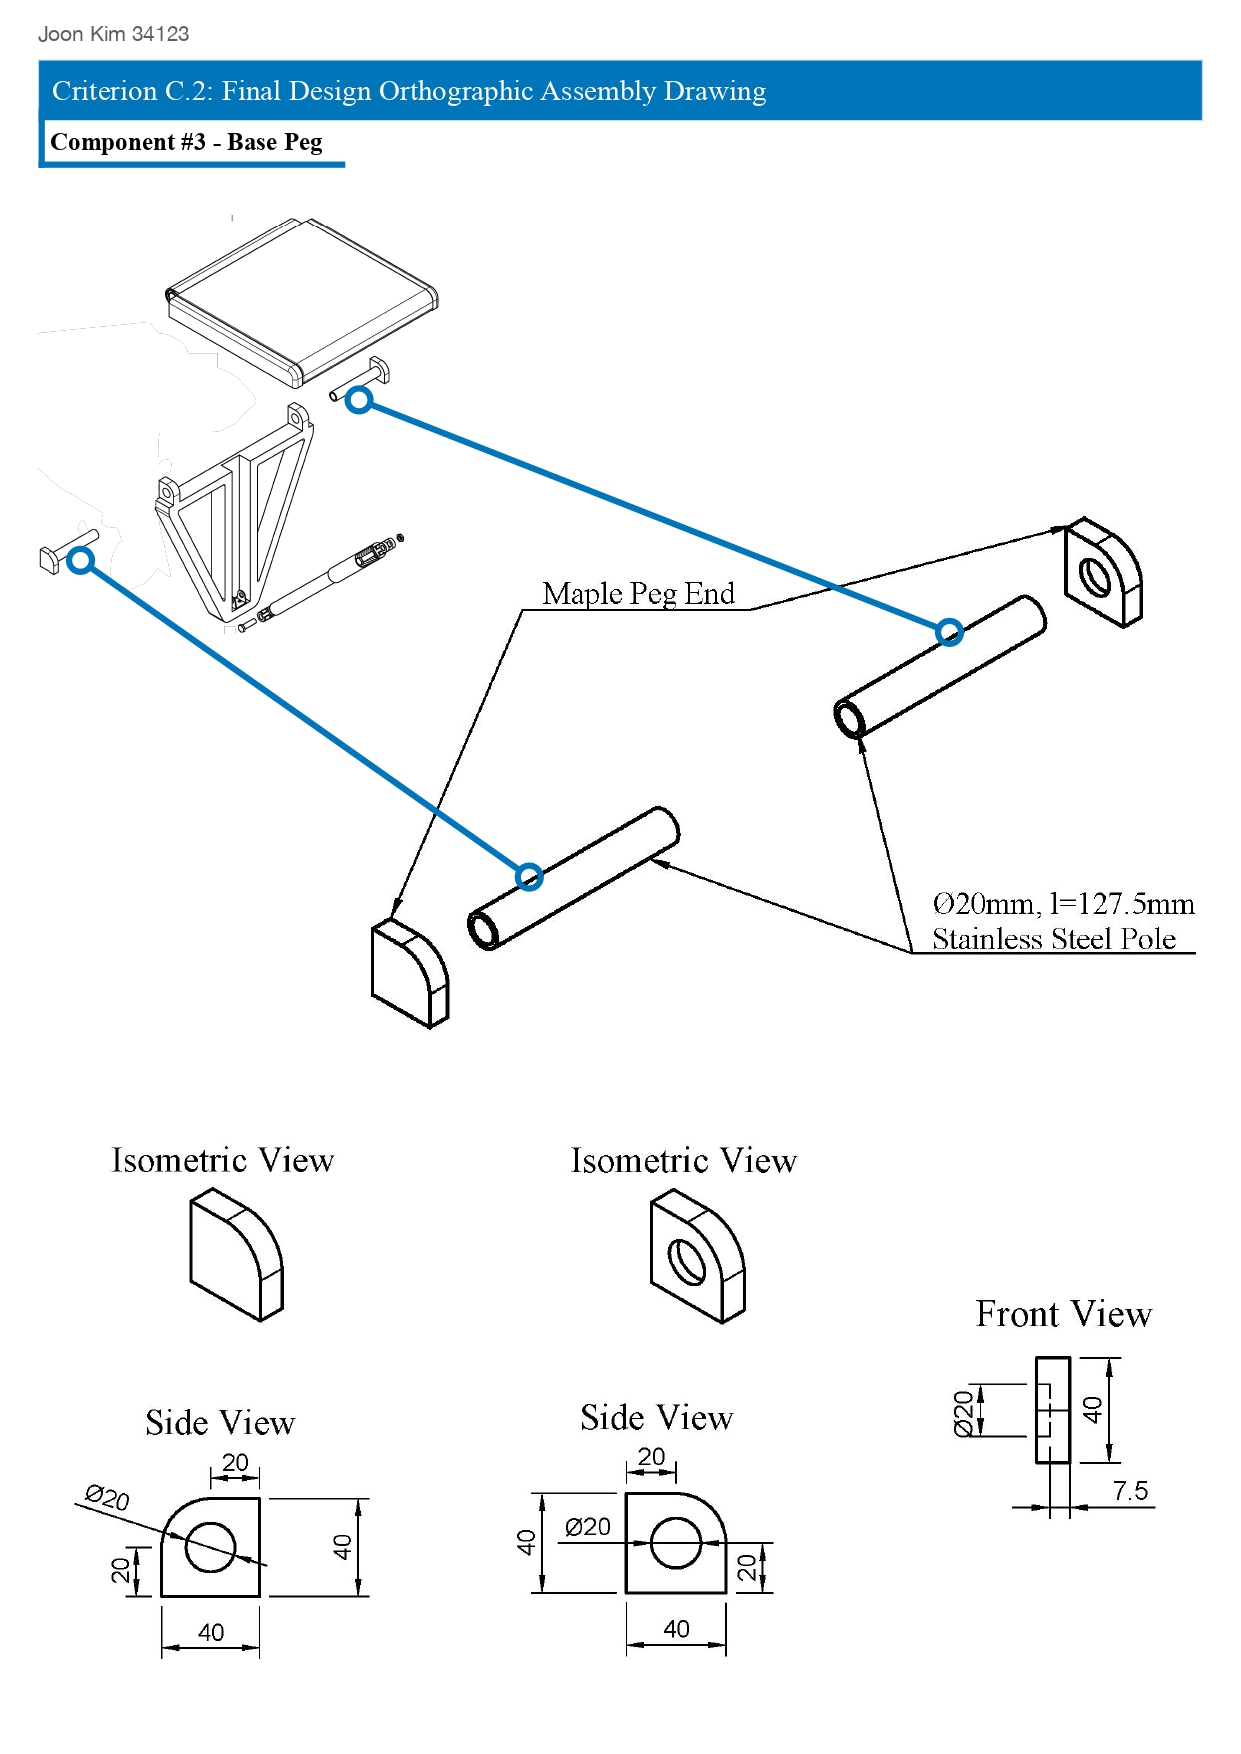 Joon Kim 34123
Criterion C.2: Final Design Orthographic Assembly Drawing
Component #3 - Base Peg
Maple Peg End
Ø20mm, l=127.5mm
Stainless Steel Pole
Isometric View
Isometric View
Front View
Ø20
40
7.5
Side View
20
Ø20
20
40
40
Side View
20
40
Ø20
20
40